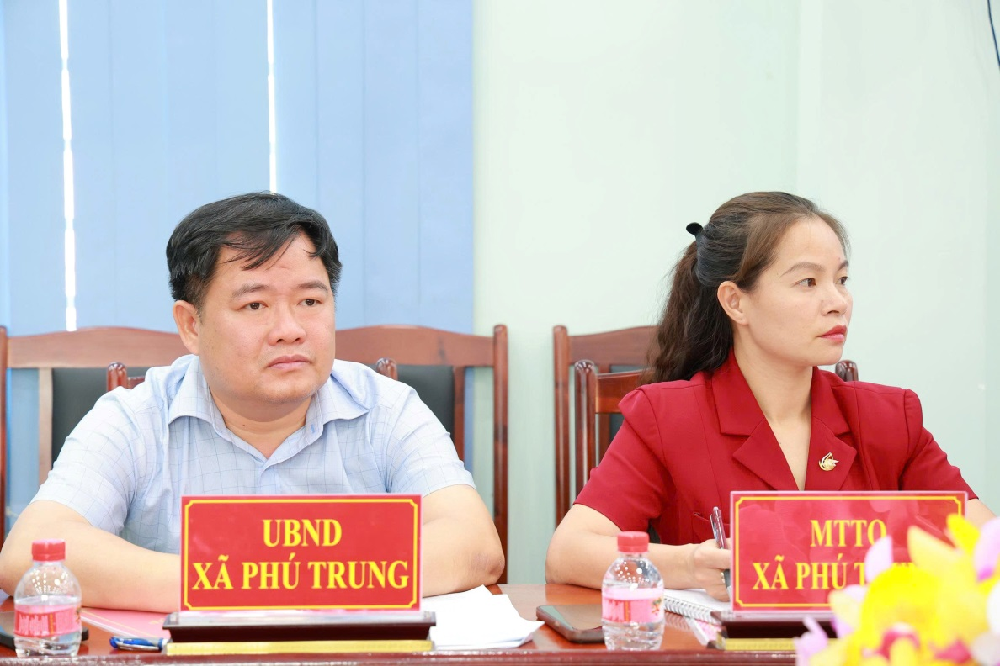 UBND
XÃ PHÚ TRUNG
MTTQ
XÃ PHÚ